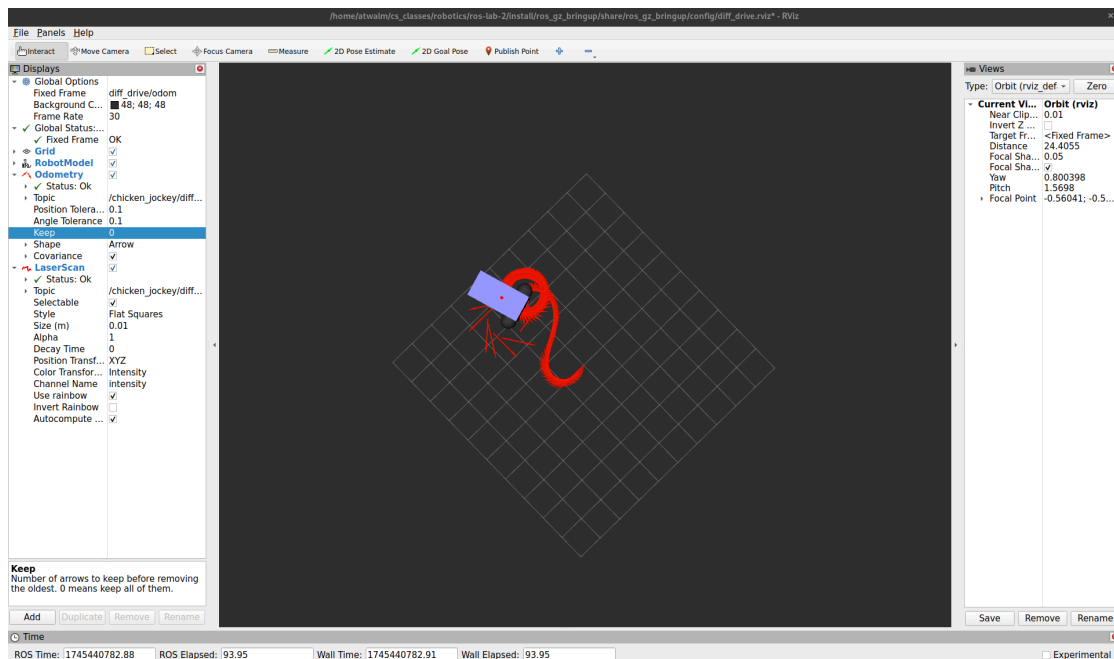 /home/atwalm/cs_classes/robotics/ros-lab-2/install/ros_gz_bringup/share/ros_gz_bringup/config/diff_drive.rviz* - RViz
File Panels Help
Interact Move Camera Select Focus Camera Measure 2D Pose Estimate 2D Goal Pose Publish Point
Displays
Global Options
Fixed Frame diff_drive/odom
Background C... 48; 48; 48
Frame Rate 30
Global Status:...
Fixed Frame OK
Grid
RobotModel
Odometry
Status: Ok
Topic /chicken_jockey/diff...
Position Tolera... 0.1
Angle Tolerance 0.1
Keep 0
Shape Arrow
Covariance
LaserScan
Status: Ok
Topic /chicken_jockey/diff...
Selectable
Style Flat Squares
Size (m) 0.01
Alpha 1
Decay Time 0
Position Transf... XYZ
Color Transfor... Intensity
Channel Name intensity
Use rainbow
Invert Rainbow
Autocompute ...
Keep
Number of arrows to keep before removing
the oldest. 0 means keep all of them.
Add Duplicate Remove Rename
Views
Type: Orbit (rviz_def Zero
Current Vi... Orbit (rviz)
Near Clip... 0.01
Invert Z ...
Target Fr... <Fixed Frame>
Distance 24.4055
Focal Sha... 0.05
Focal Sha...
Yaw 0.800398
Pitch 1.5698
Focal Point -0.56041; -0.5...
Save Remove Rename
Time
ROS Time: 1745440782.88 ROS Elapsed: 93.95 Wall Time: 1745440782.91 Wall Elapsed: 93.95 Experimental